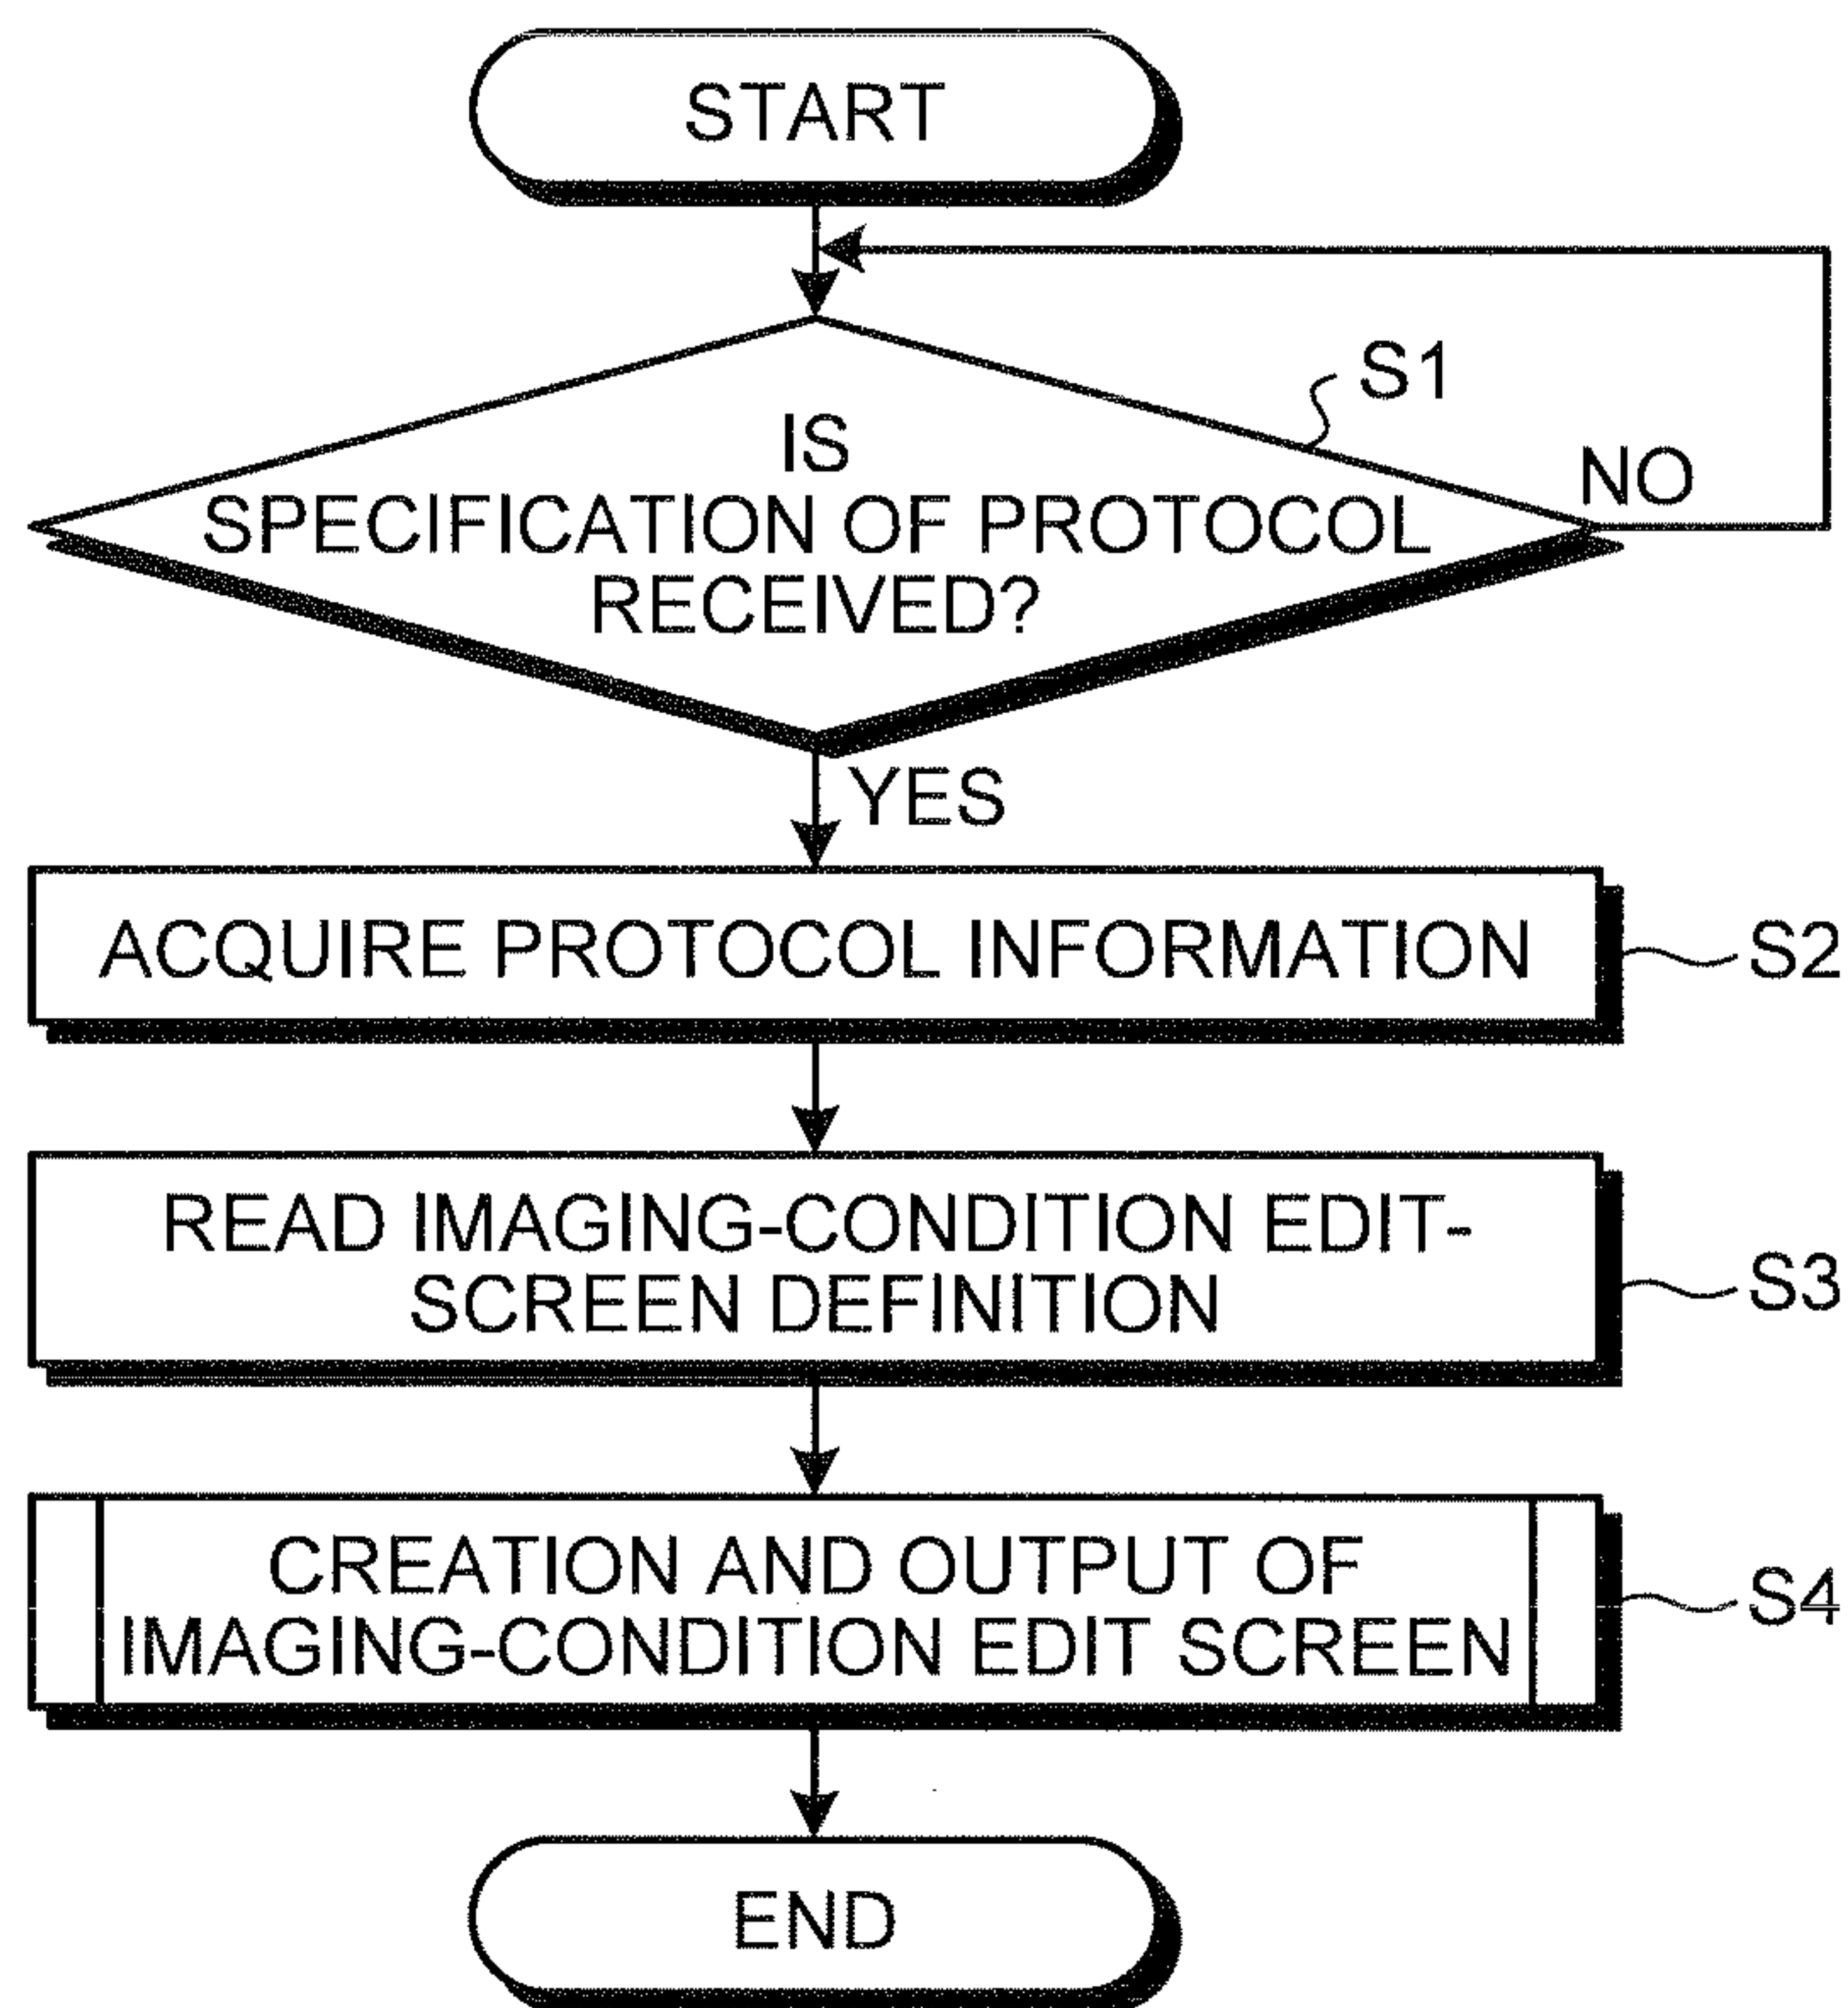 START
S1
IS
SPECIFICATION OF PROTOCOL
RECEIVED?
NO
YES
ACQUIRE PROTOCOL INFORMATION
S2
READ IMAGING-CONDITION EDIT-
SCREEN DEFINITION
S3
CREATION AND OUTPUT OF
IMAGING-CONDITION EDIT SCREEN
S4
END